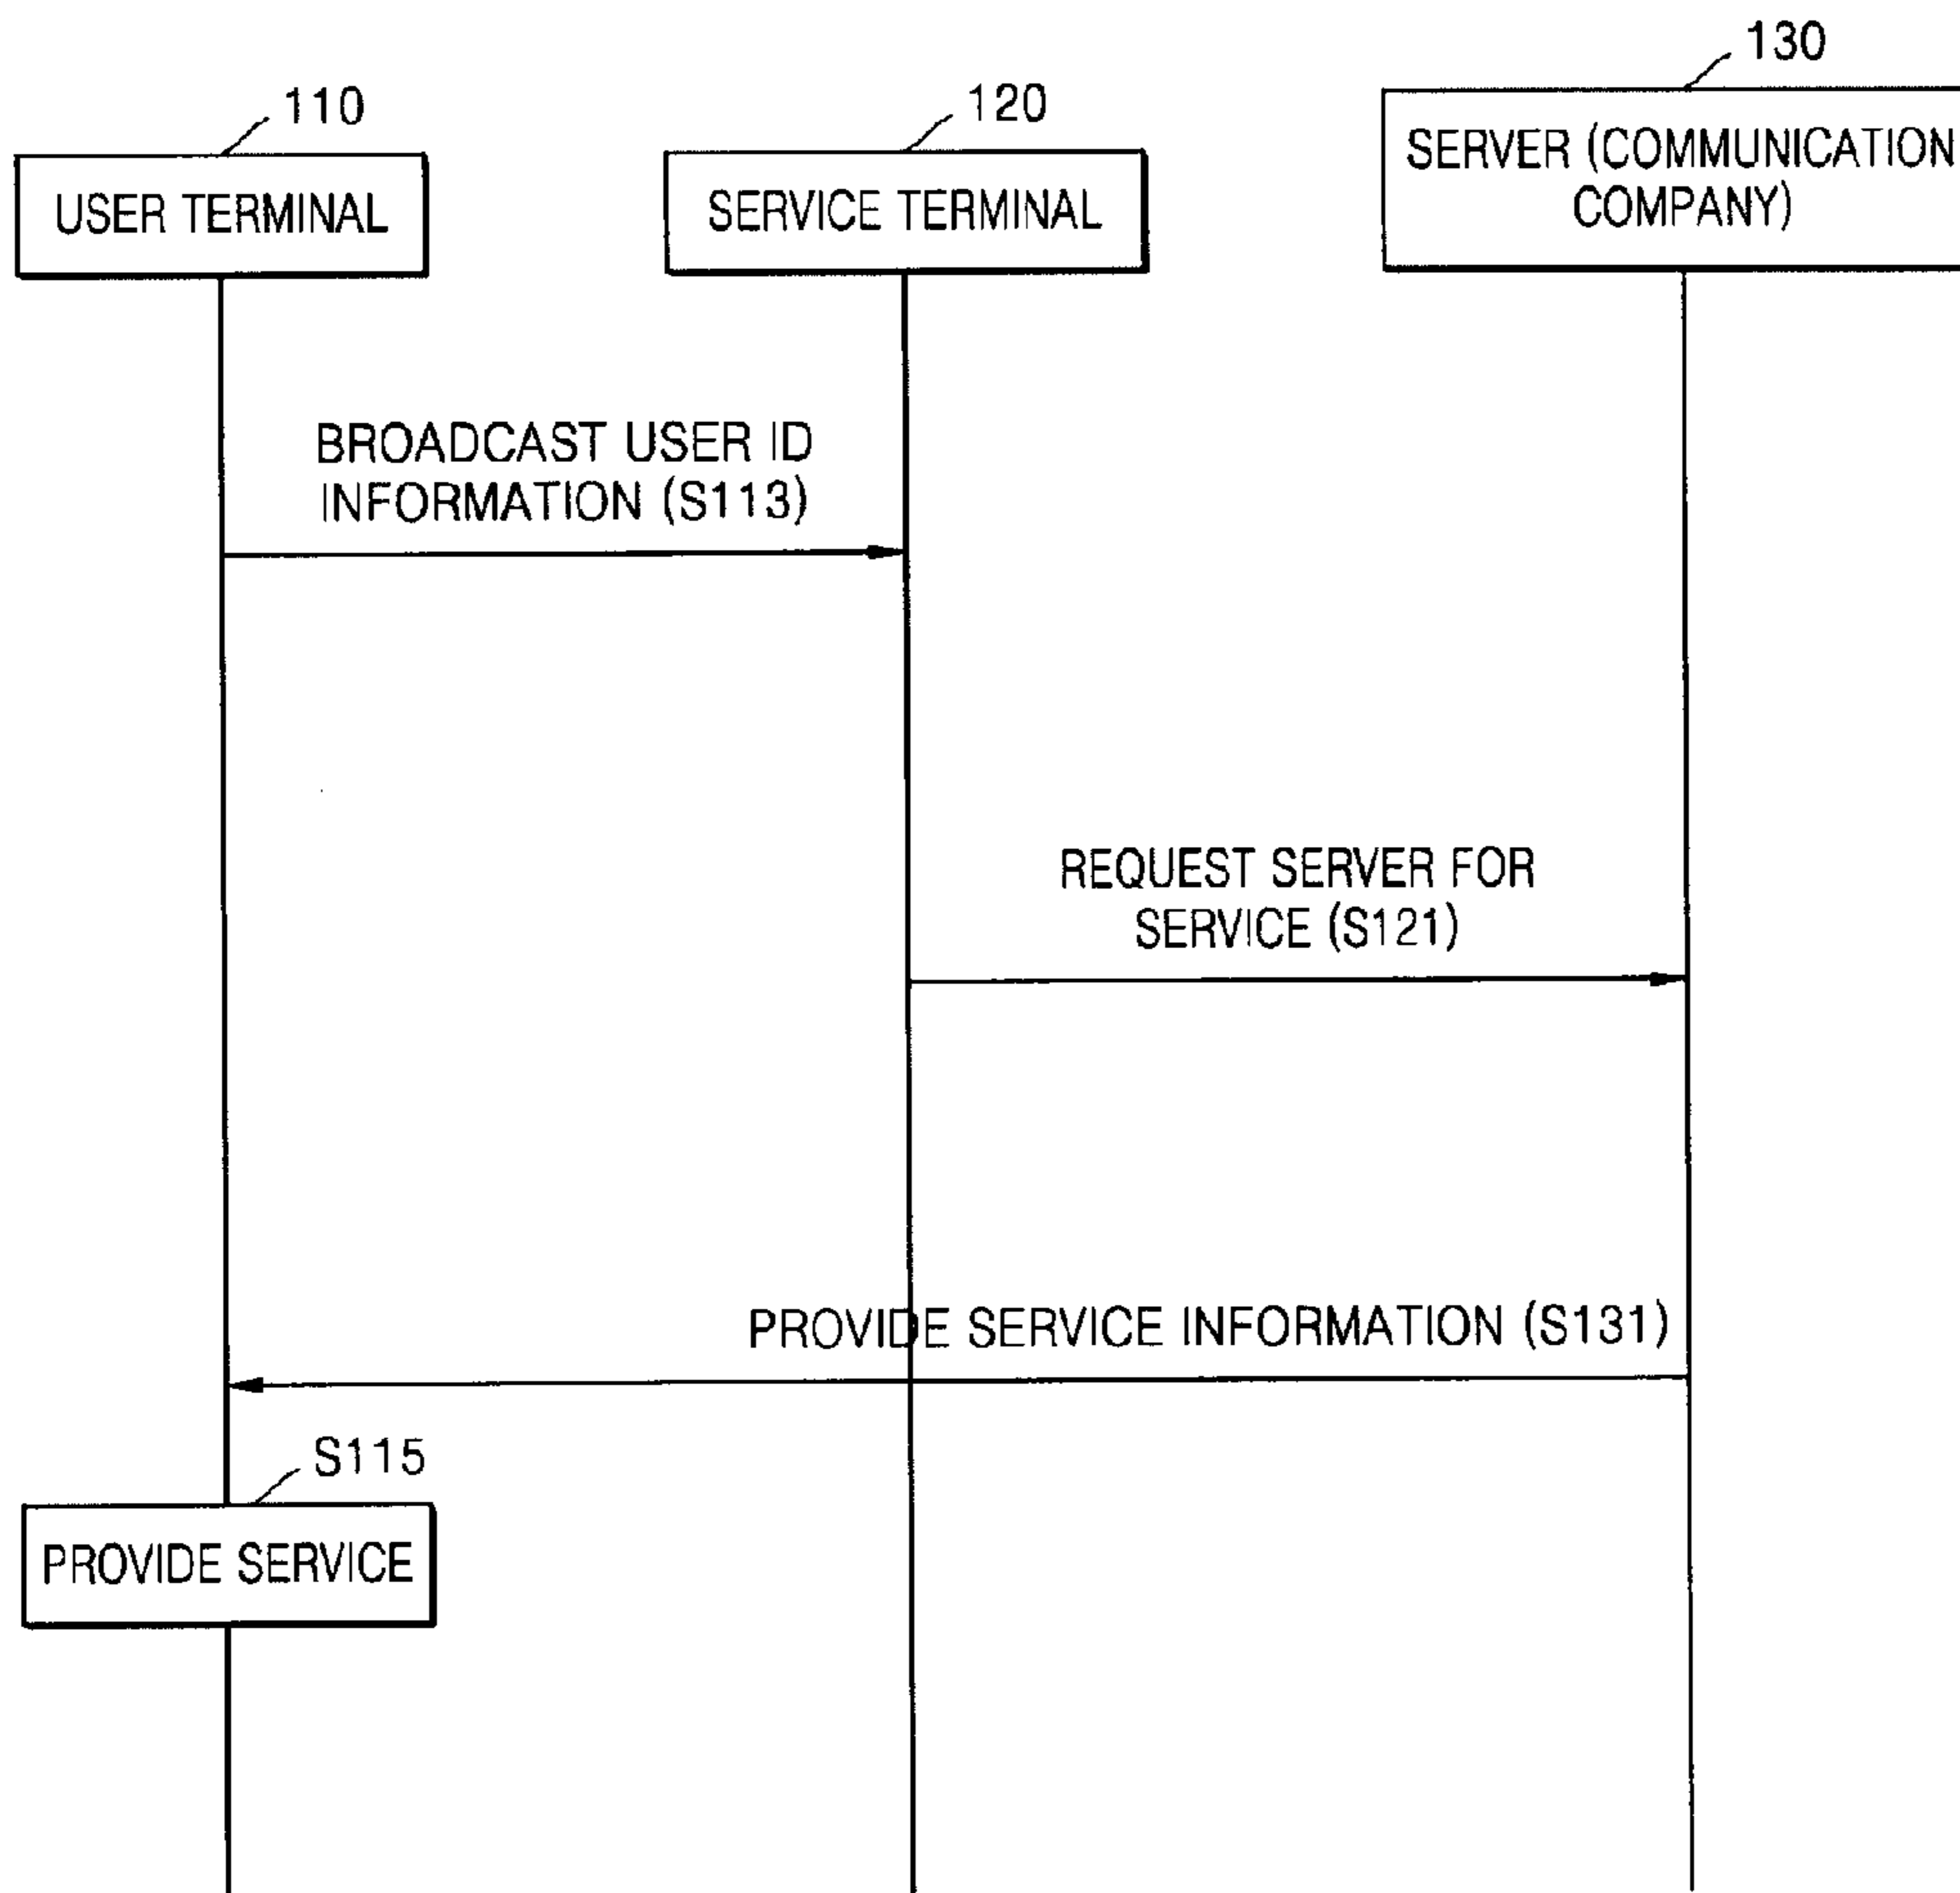 130
110
120
SERVER (COMMUNICATION
COMPANY)
USER TERMINAL
SERVICE TERMINAL
BROADCAST USER ID
INFORMATION (S113)
REQUEST SERVER FOR
SERVICE (S121)
PROVIDE SERVICE INFORMATION (S131)
S115
PROVIDE SERVICE